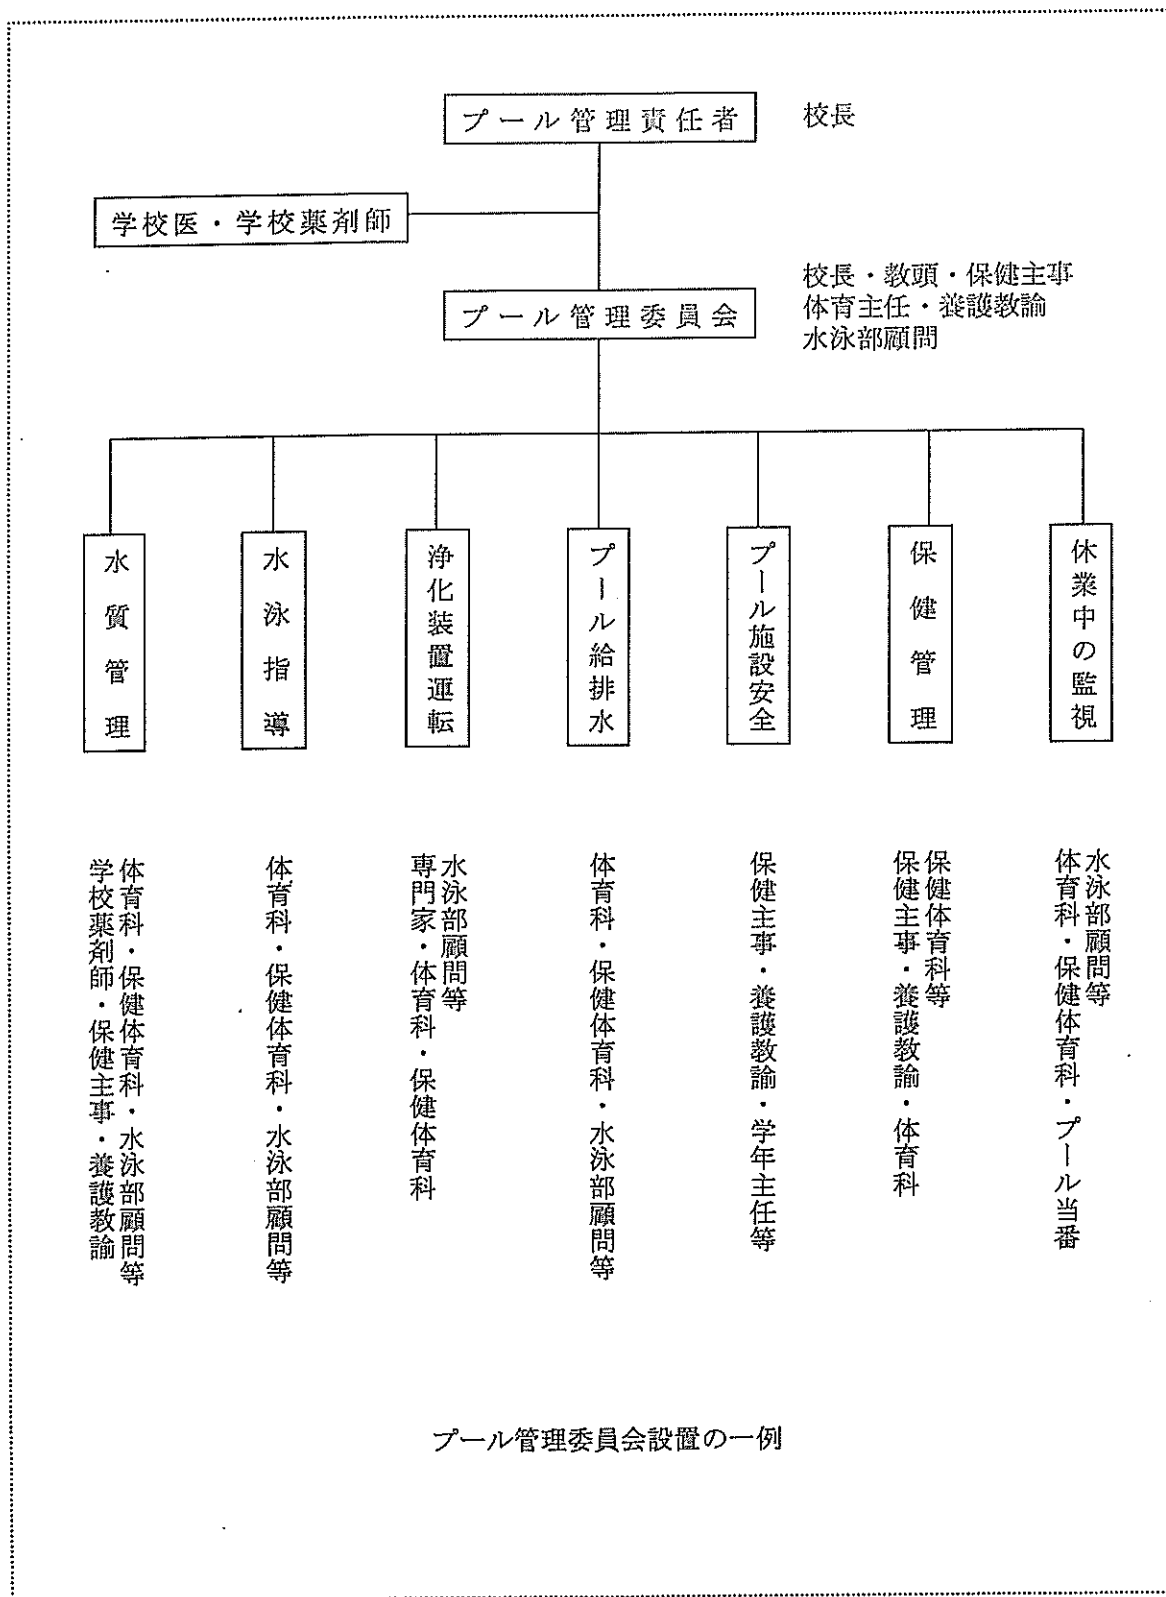 プール管理責任者
校長
学校医・学校薬剤師
プール管理委員会
校長・教頭・保健主事
体育主任・養護教諭
水泳部顧問
水質管理
水泳指導
浄化装置運転
プール給排水
プール施設安全
保健管理
休業中の監視
体育科・保健体育科・水泳部顧問等
学校薬剤師・保健主事・養護教諭
体育科・保健体育科・水泳部顧問等
水泳部顧問等
専門家・体育科・保健体育科
体育科・保健体育科・水泳部顧問等
保健主事・養護教諭・学年主任等
保健体育科等
保健主事・養護教諭・体育科
水泳部顧問等
体育科・保健体育科・プール当番
プール管理委員会設置の一例